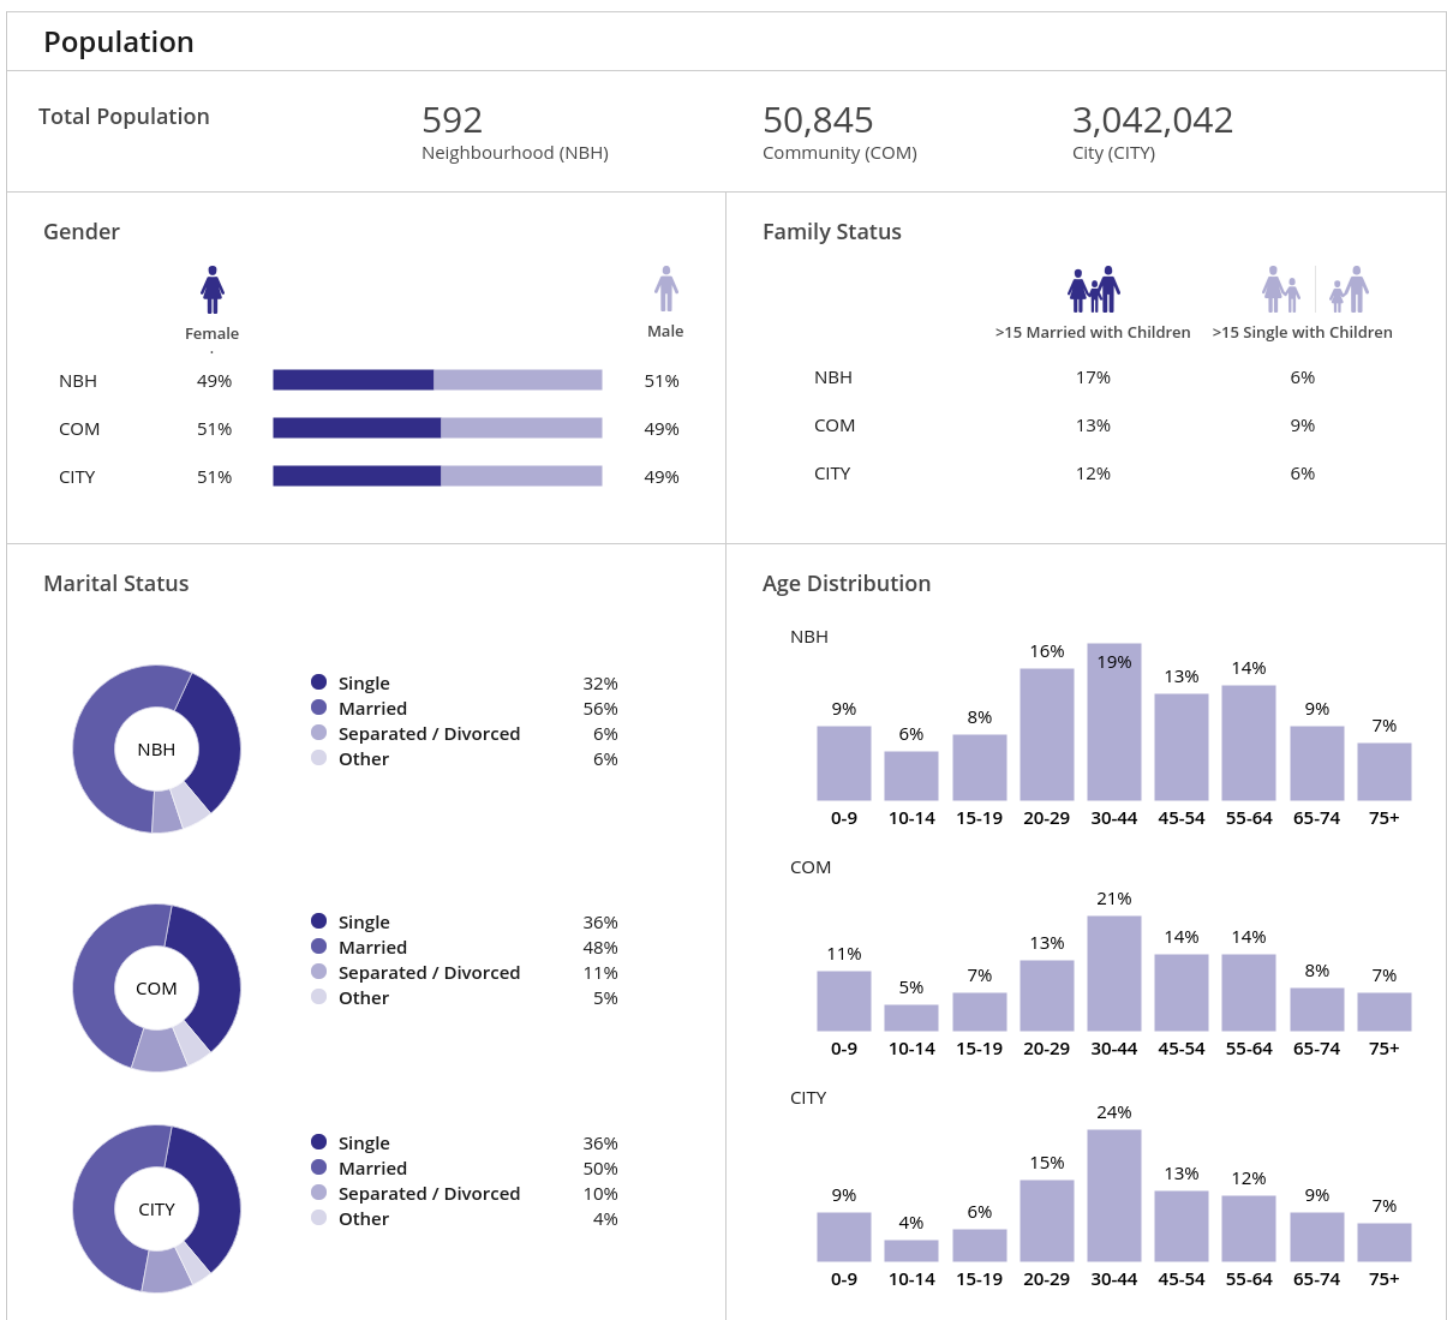 Population
Total Population
592
Neighbourhood (NBH)
50,845
Community (COM)
3,042,042
City (CITY)
Gender
Female
.
Male
NBH 49% 51%
COM 51% 49%
CITY 51% 49%
Family Status
>15 Married with Children >15 Single with Children
NBH 17% 6%
COM 13% 9%
CITY 12% 6%
Marital Status
NBH
Single 32%
Married 56%
Separated / Divorced 6%
Other 6%
COM
Single 36%
Married 48%
Separated / Divorced 11%
Other 5%
CITY
Single 36%
Married 50%
Separated / Divorced 10%
Other 4%
Age Distribution
NBH
9% 6% 8% 16% 19% 13% 14% 9% 7%
0-9 10-14 15-19 20-29 30-44 45-54 55-64 65-74 75+
COM
11% 5% 7% 13% 21% 14% 14% 8% 7%
0-9 10-14 15-19 20-29 30-44 45-54 55-64 65-74 75+
CITY
9% 4% 6% 15% 24% 13% 12% 9% 7%
0-9 10-14 15-19 20-29 30-44 45-54 55-64 65-74 75+